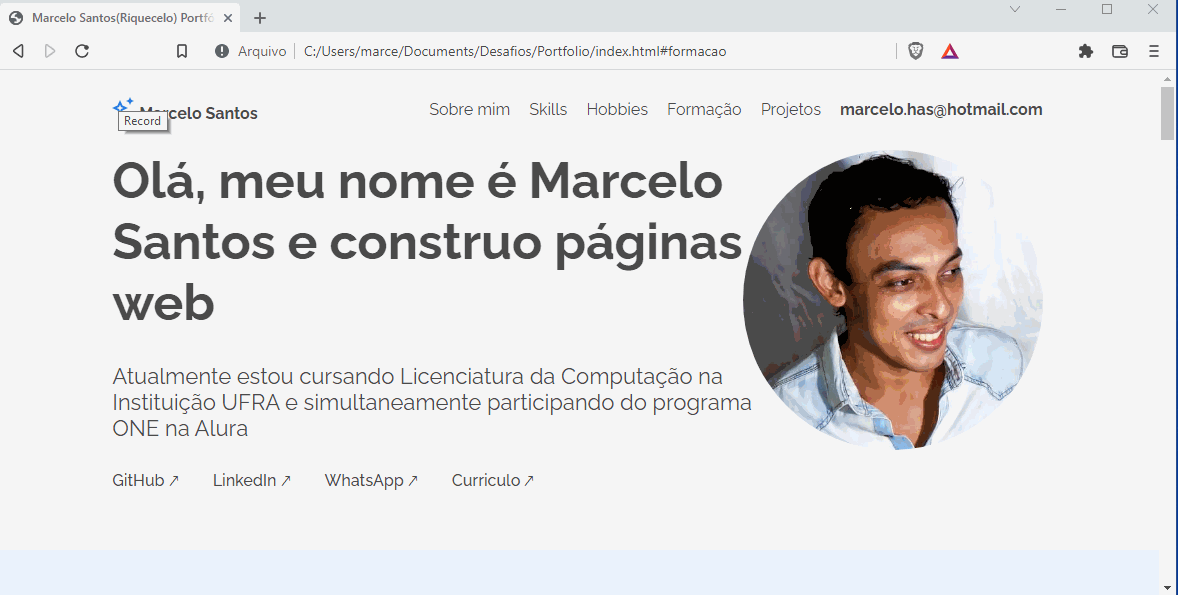 Marcelo Santos(Riquecelo) Portfó
Arquivo
C:/Users/marce/Documents/Desafios/Portfolio/index.html#formacao
Marcelo Santos
Record
Sobre mim Skills Hobbies Formação Projetos marcelo.has@hotmail.com
Olá, meu nome é Marcelo
Santos e construo páginas
web
Atualmente estou cursando Licenciatura da Computação na
Instituição UFRA e simultaneamente participando do programa
ONE na Alura
GitHub ↗ LinkedIn ↗ WhatsApp ↗ Curriculo ↗